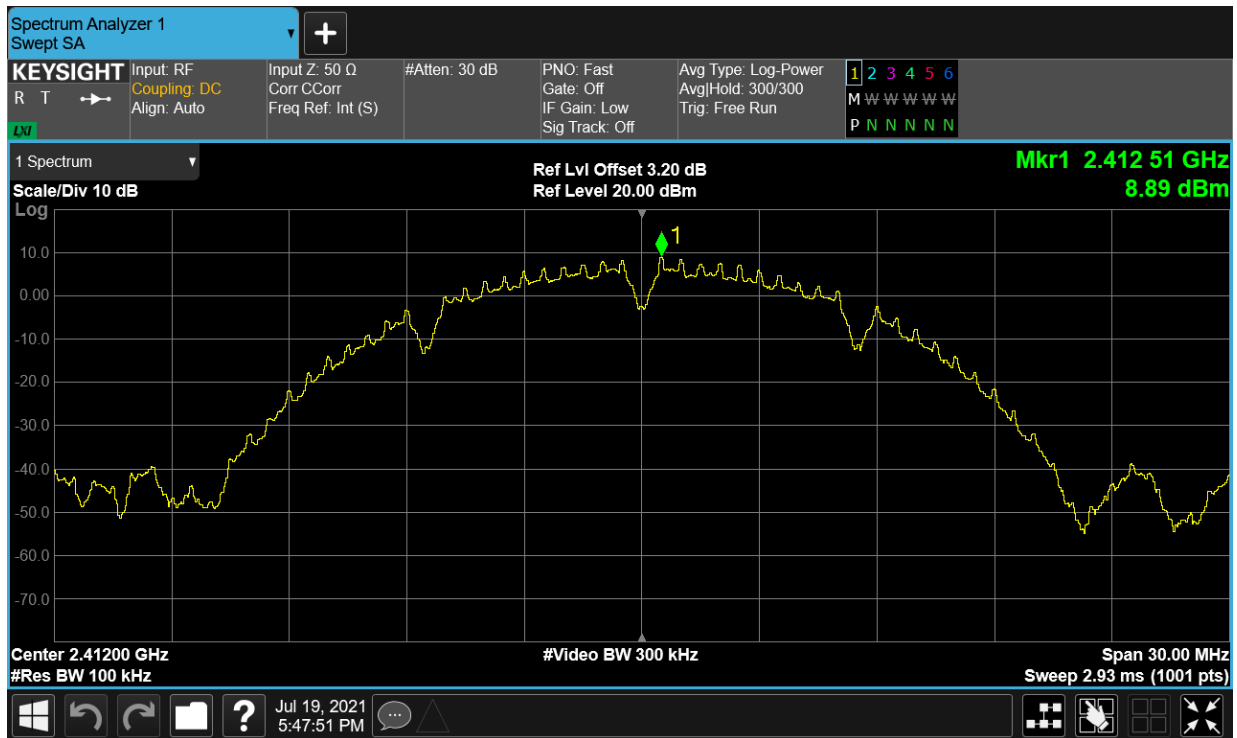 Spectrum Analyzer 1
Swept SA
▼
+
KEYSIGHT
R T
LXI
Input: RF
Coupling: DC
Align: Auto
Input Z: 50 Ω
Corr CCorr
Freq Ref: Int (S)
#Atten: 30 dB
PNO: Fast
Gate: Off
IF Gain: Low
Sig Track: Off
Avg Type: Log-Power
Avg|Hold: 300/300
Trig: Free Run
1 2 3 4 5 6
M W W W W W
P N N N N N
1 Spectrum ▼
Scale/Div 10 dB
Ref Lvl Offset 3.20 dB
Ref Level 20.00 dBm
Mkr1 2.412 51 GHz
8.89 dBm
Log
1
10.0
0.00
-10.0
-20.0
-30.0
-40.0
-50.0
-60.0
-70.0
Center 2.41200 GHz
#Res BW 100 kHz
#Video BW 300 kHz
Span 30.00 MHz
Sweep 2.93 ms (1001 pts)
?
Jul 19, 2021
5:47:51 PM